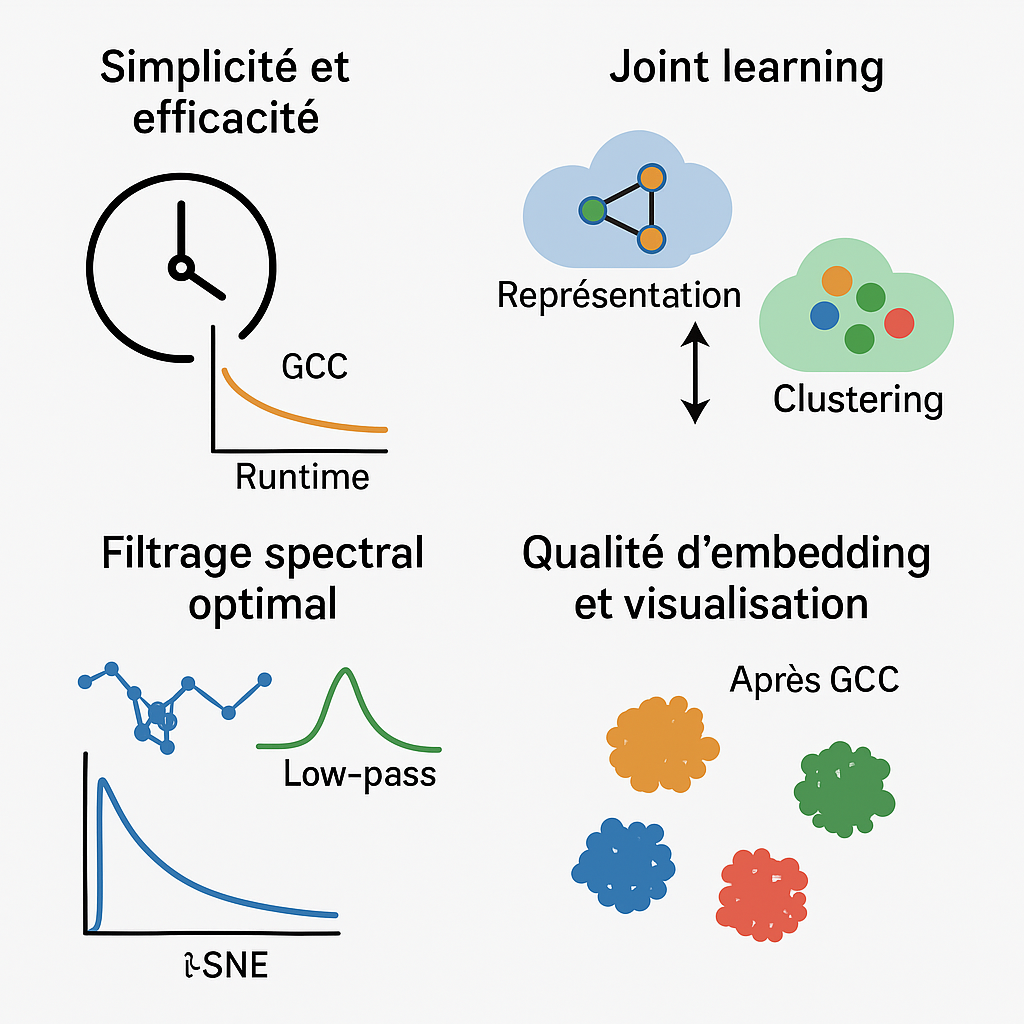 Simplicité et
efficacité
GCC
Runtime
Joint learning
Représentation
Clustering
Filtrage spectral
optimal
Low-pass
-SNE
Qualité d'embedding
et visualisation
Après GCC